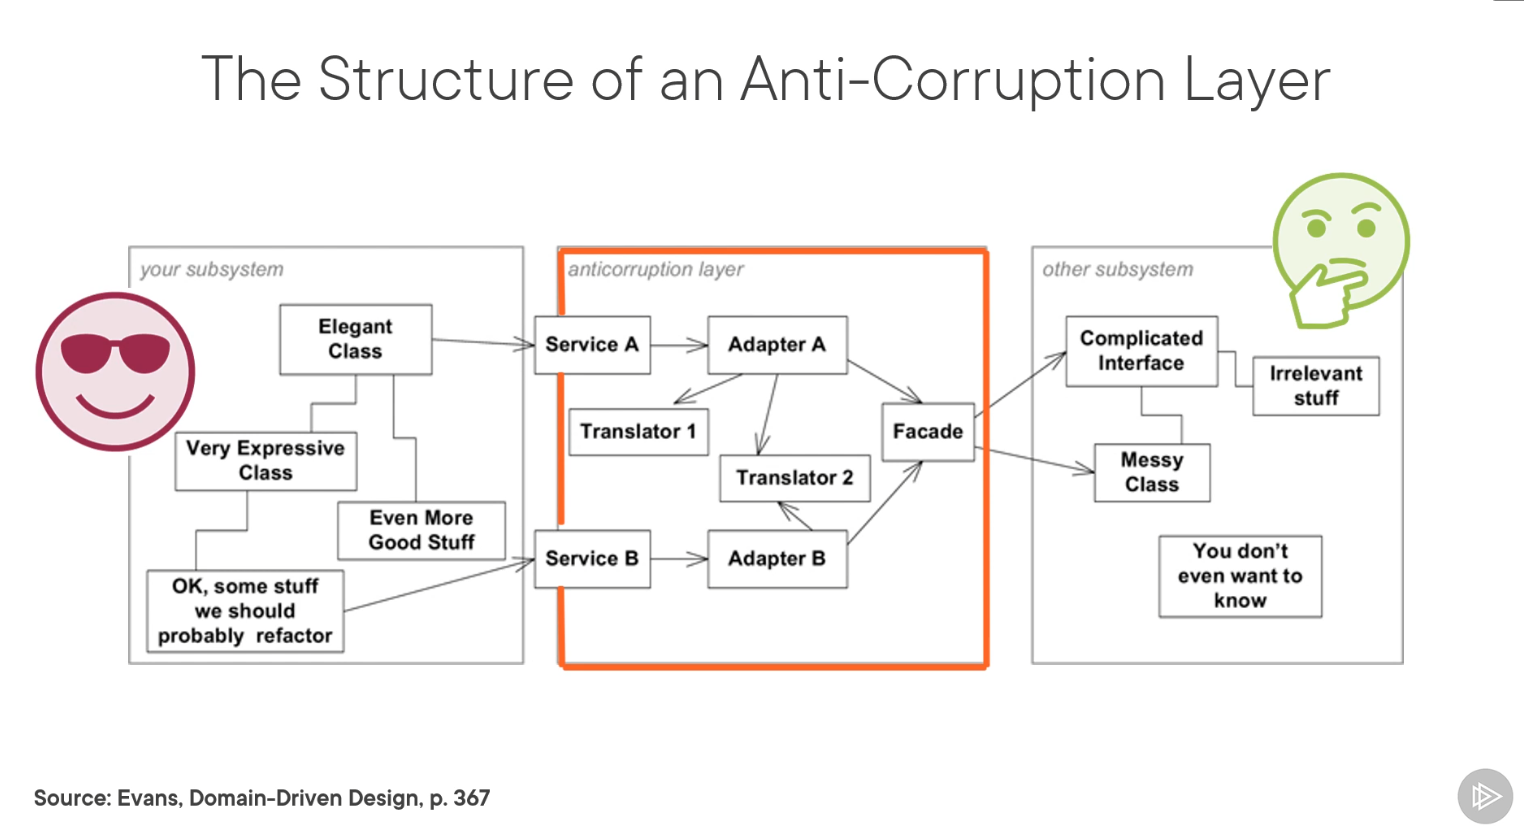 The Structure of an Anti-Corruption Layer
your subsystem
Elegant
Class
Very Expressive
Class
Even More
Good Stuff
OK, some stuff
we should
probably refactor
anticorruption layer
Service A
Adapter A
Translator 1
Facade
Translator 2
Service B
Adapter B
other subsystem
Complicated
Interface
Irrelevant
stuff
Messy
Class
You don’t
even want to
know
Source: Evans, Domain-Driven Design, p. 367